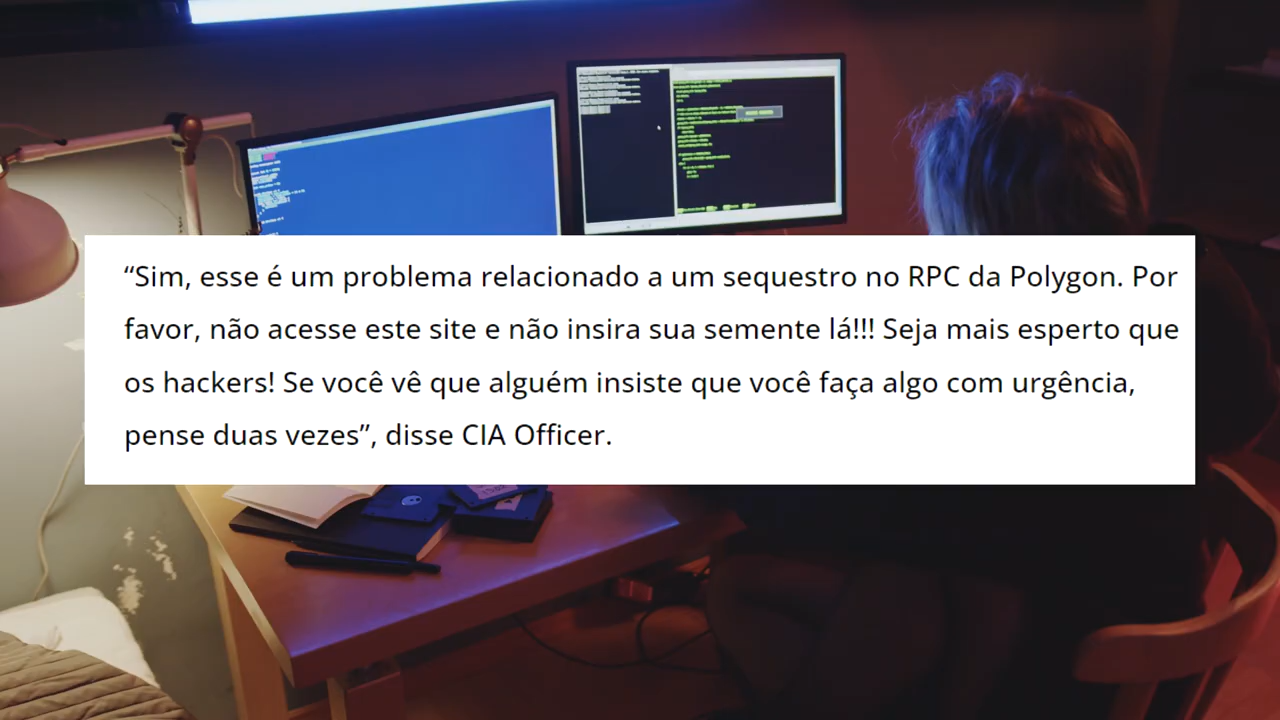 “Sim, esse é um problema relacionado a um sequestro no RPC da Polygon. Por
favor, não acesse este site e não insira sua semente lá!!! Seja mais esperto que
os hackers! Se você vê que alguém insiste que você faça algo com urgência,
pense duas vezes”, disse CIA Officer.